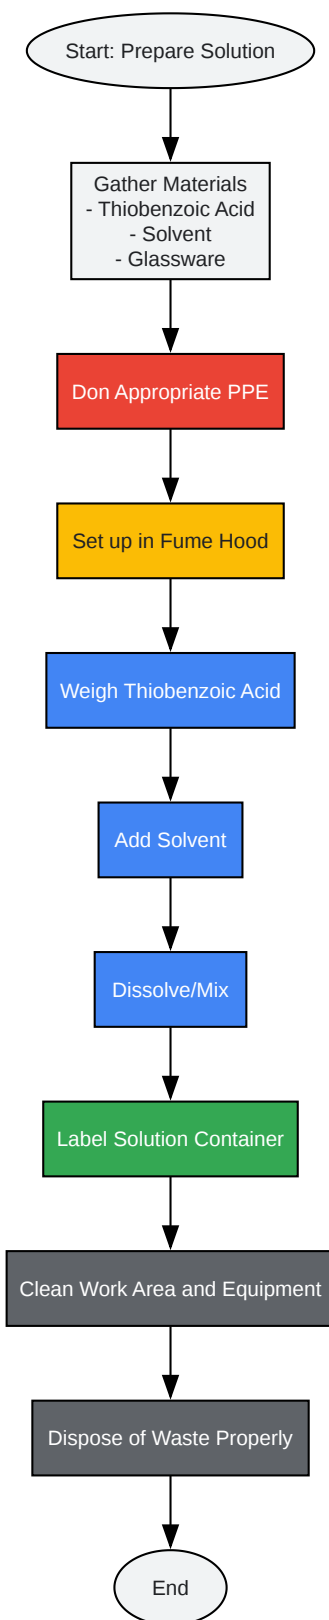 Start: Prepare Solution
Gather Materials
- Thiobenzoic Acid
- Solvent
- Glassware
Don Appropriate PPE
Set up in Fume Hood
Weigh Thiobenzoic Acid
Add Solvent
Dissolve/Mix
Label Solution Container
Clean Work Area and Equipment
Dispose of Waste Properly
End